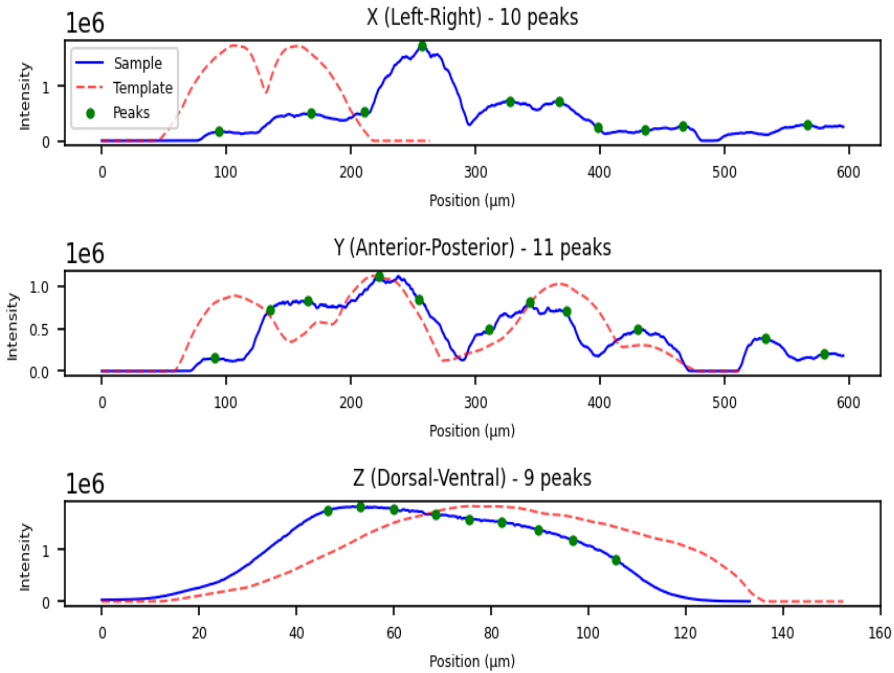 X (Left-Right) - 10 peaks
1e6
Intensity
1
0
Sample
Template
Peaks
0 100 200 300 400 500 600
Position (µm)
Y (Anterior-Posterior) - 11 peaks
1e6
Intensity
1.0
0.5
0.0
0 100 200 300 400 500 600
Position (µm)
Z (Dorsal-Ventral) - 9 peaks
1e6
Intensity
1
0
0 20 40 60 80 100 120 140 160
Position (µm)